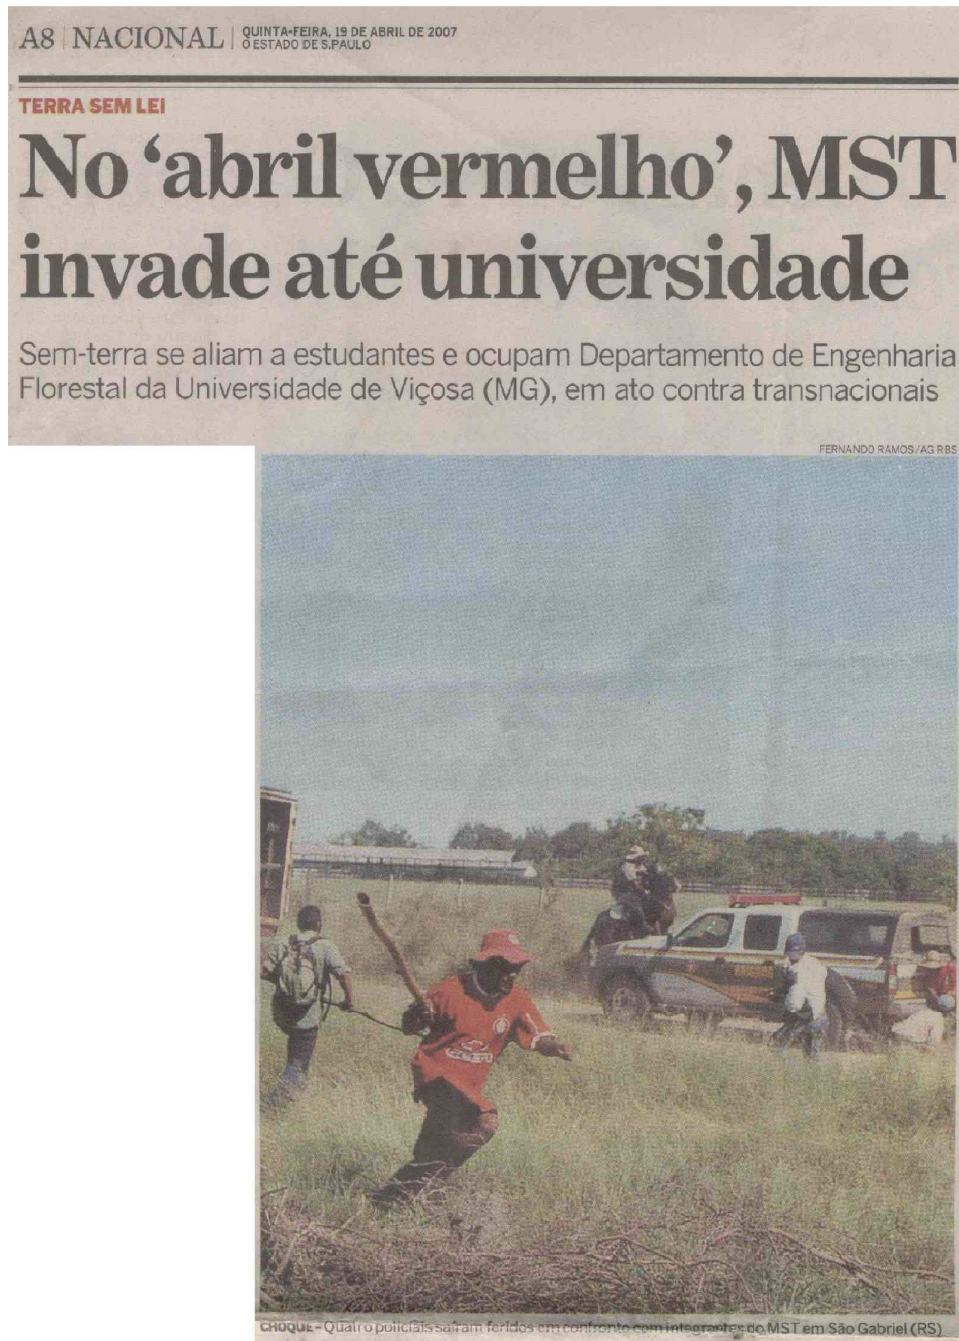 A8 | NACIONAL | QUINTA-FEIRA, 19 DE ABRIL DE 2007
O ESTADO DE S.PAULO
TERRA SEM LEI
No ‘abril vermelho’, MST
invade até universidade
Sem-terra se aliam a estudantes e ocupam Departamento de Engenharia
Florestal da Universidade de Viçosa (MG), em ato contra transnacionais
FERNANDO RAMOS/AG RBS
CHOQUE – Quatro policiais saíram feridos em confronto com integrantes do MST em São Gabriel (RS)